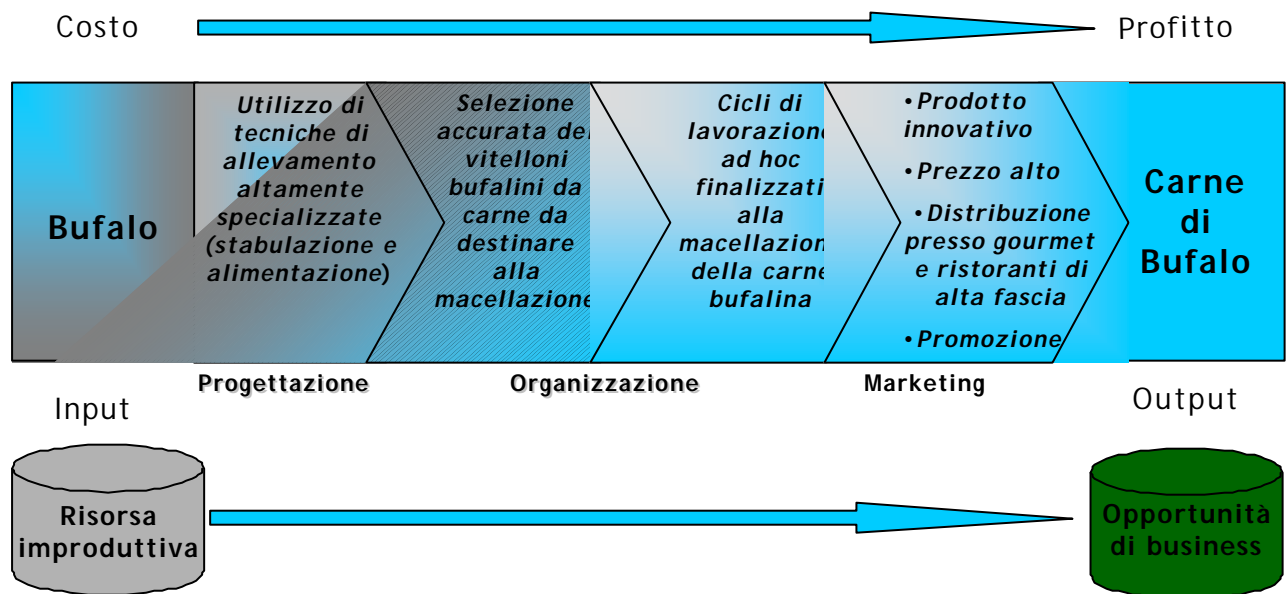 Costo
Profitto
Bufalo
Utilizzo di
tecniche di
allevamento
altamente
specializzate
(stabulazione e
alimentazione)
Selezione
accurata de
vitelloni
bufalini da
carne da
destinare
alla
macellazione
Cicli di
lavorazione
ad hoc
finalizzati
alla
macellazione
della carne
bufalina
•Prodotto
innovativo
•Prezzo alto
•Distribuzione
presso gourmet
e ristoranti di
alta fascia
•Promozione
Carne
di
Bufalo
Progettazione
Organizzazione
Marketing
Input
Output
Risorsa
improduttiva
Opportunità
di business